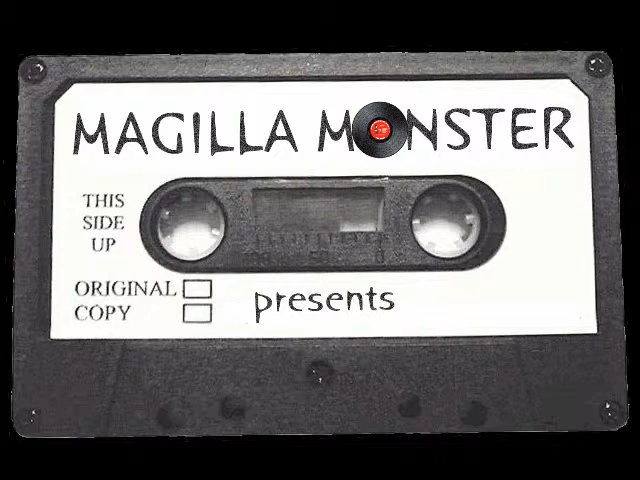 MAGILLA MONSTER
THIS
SIDE
UP
ORIGINAL
COPY
presents